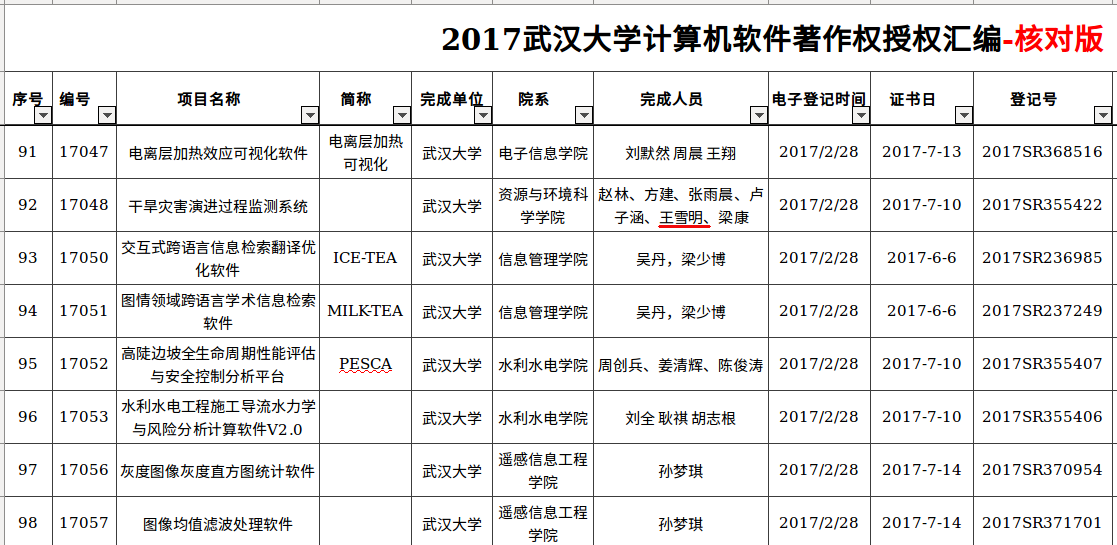 2017武汉大学计算机软件著作权授权汇编-核对版
序号 编号 项目名称 简称 完成单位 院系 完成人员 电子登记时间 证书日 登记号
91 17047 电离层加热效应可视化软件 电离层加热可视化 武汉大学 电子信息学院 刘默然 周晨 王翔 2017/2/28 2017-7-13 2017SR368516
92 17048 干旱灾害演进过程监测系统 武汉大学 资源与环境科学学院 赵林、方建、张雨晨、卢子涵、王雪明、梁康 2017/2/28 2017-7-10 2017SR355422
93 17050 交互式跨语言信息检索翻译优化软件 ICE-TEA 武汉大学 信息管理学院 吴丹，梁少博 2017/2/28 2017-6-6 2017SR236985
94 17051 图情领域跨语言学术信息检索软件 MILK-TEA 武汉大学 信息管理学院 吴丹，梁少博 2017/2/28 2017-6-6 2017SR237249
95 17052 高陡边坡全生命周期性能评估与安全控制分析平台 PESCA 武汉大学 水利水电学院 周创兵、姜清辉、陈俊涛 2017/2/28 2017-7-10 2017SR355407
96 17053 水利水电工程施工导流水力学与风险分析计算软件V2.0 武汉大学 水利水电学院 刘全 耿祺 胡志根 2017/2/28 2017-7-10 2017SR355406
97 17056 灰度图像灰度直方图统计软件 武汉大学 遥感信息工程学院 孙梦琪 2017/2/28 2017-7-14 2017SR370954
98 17057 图像均值滤波处理软件 武汉大学 遥感信息工程学院 孙梦琪 2017/2/28 2017-7-14 2017SR371701